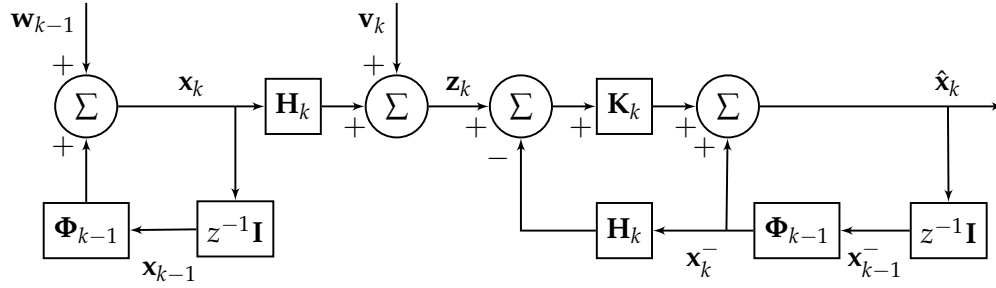 w_{k-1} v_k
+ x_k + z_k x̂_k
Σ H_k Σ Σ K_k Σ
+ + + + +
+ −
Φ_{k-1} z^{-1}I H_k Φ_{k-1} z^{-1}I
x_{k-1} x_k^- x_{k-1}^-